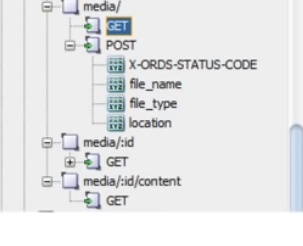 media/
GET
POST
X-ORDS-STATUS-CODE
file_name
file_type
location
media/:id
GET
media/:id/content
GET